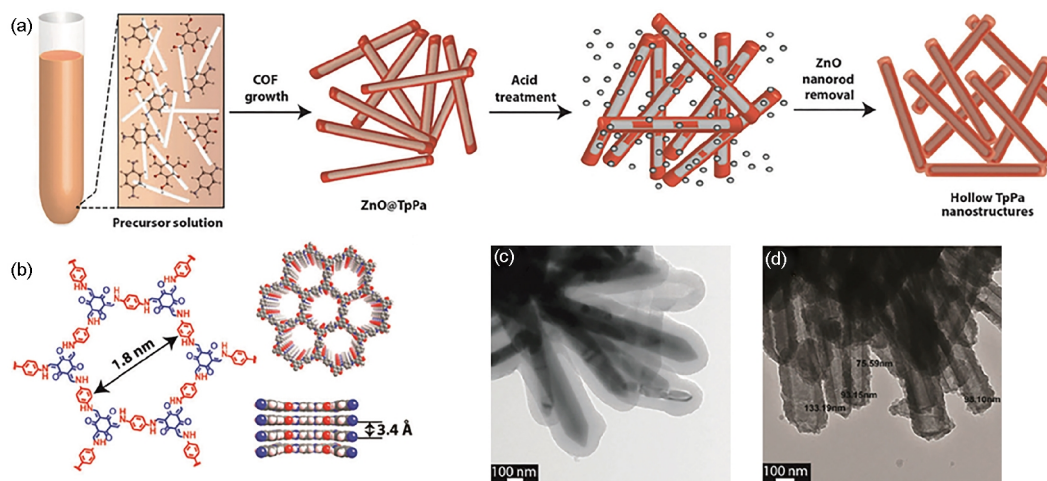 (a)
COF
growth
Acid
treatment
ZnO
nanorod
removal
Precursor solution
ZnO@TpPa
Hollow TpPa
nanostructures
(b)
1.8 nm
3.4 Å
(c)
100 nm
(d)
75.59nm
93.15nm
133.19nm
98.10nm
100 nm